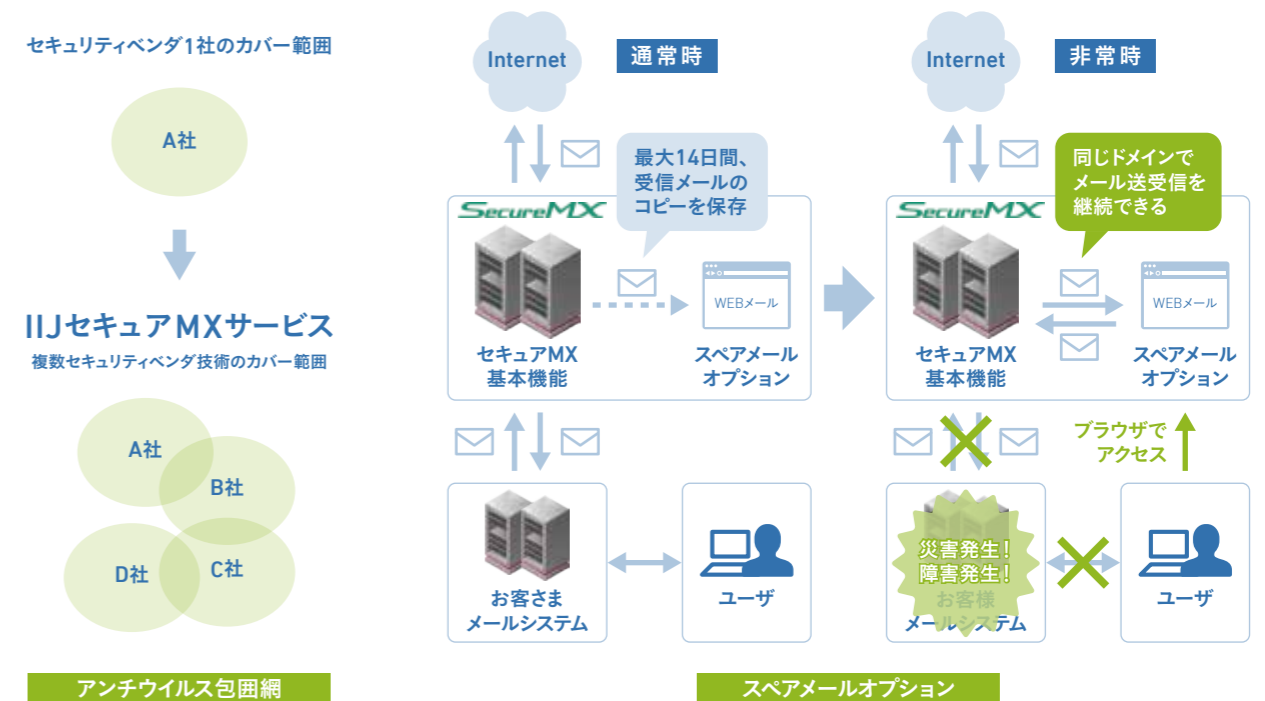 セキュリティベンダ1社のカバー範囲
A社
IIJセキュアMXサービス
複数セキュリティベンダ技術のカバー範囲
A社
B社
D社
C社
アンチウイルス包囲網
Internet
通常時
最大14日間、
受信メールの
コピーを保存
SecureMX
WEBメール
セキュアMX
基本機能
スペアメール
オプション
お客さま
メールシステム
ユーザ
Internet
非常時
同じドメインで
メール送受信を
継続できる
SecureMX
WEBメール
セキュアMX
基本機能
スペアメール
オプション
ブラウザで
アクセス
災害発生!
障害発生!
お客様
メールシステム
ユーザ
スペアメールオプション